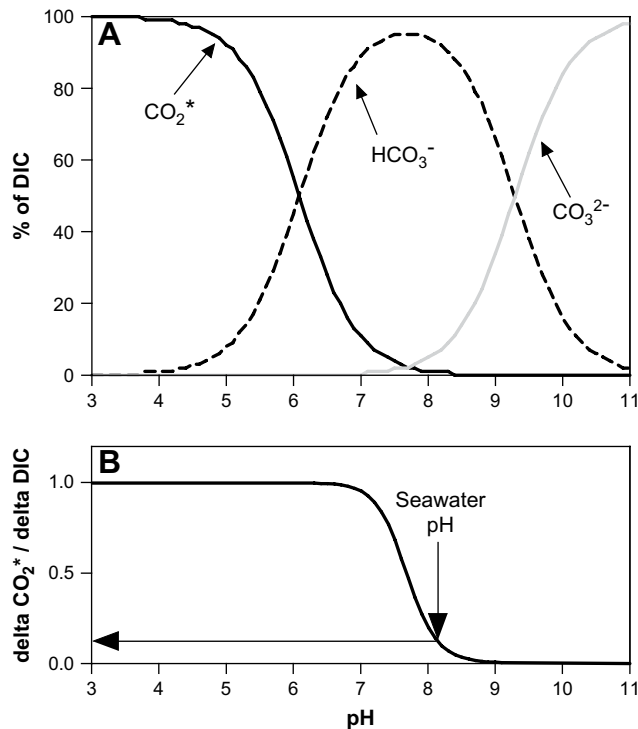 A
100
80
60
40
20
0
% of DIC
CO₂*
HCO₃⁻
CO₃²⁻
3 4 5 6 7 8 9 10 11
B
1.0
0.5
0.0
delta CO₂* / delta DIC
Seawater
pH
3 4 5 6 7 8 9 10 11
pH